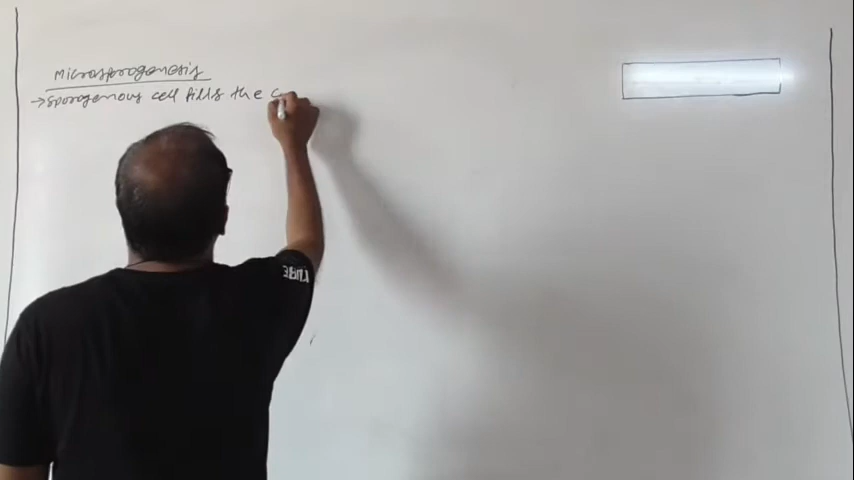 Microsporogenesis
→ Sporogenous cell fills the